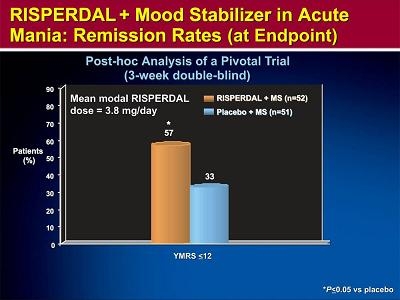 RISPERDAL + Mood Stabilizer in Acute
Mania: Remission Rates (at Endpoint)
Post-hoc Analysis of a Pivotal Trial
(3-week double-blind)
Mean modal RISPERDAL
dose = 3.8 mg/day
RISPERDAL + MS (n=52)
Placebo + MS (n=51)
Patients
(%)
90
80
70
60
50
40
30
20
10
0
*
57
33
YMRS ≤12
*P≤0.05 vs placebo